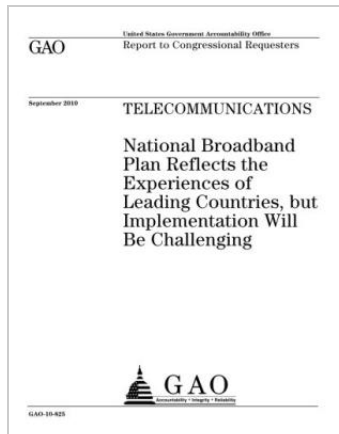 United States Government Accountability Office
GAO
Report to Congressional Requesters
September 2010
TELECOMMUNICATIONS
National Broadband
Plan Reflects the
Experiences of
Leading Countries, but
Implementation Will
Be Challenging
GAO
Accountability * Integrity * Reliability
GAO-10-825